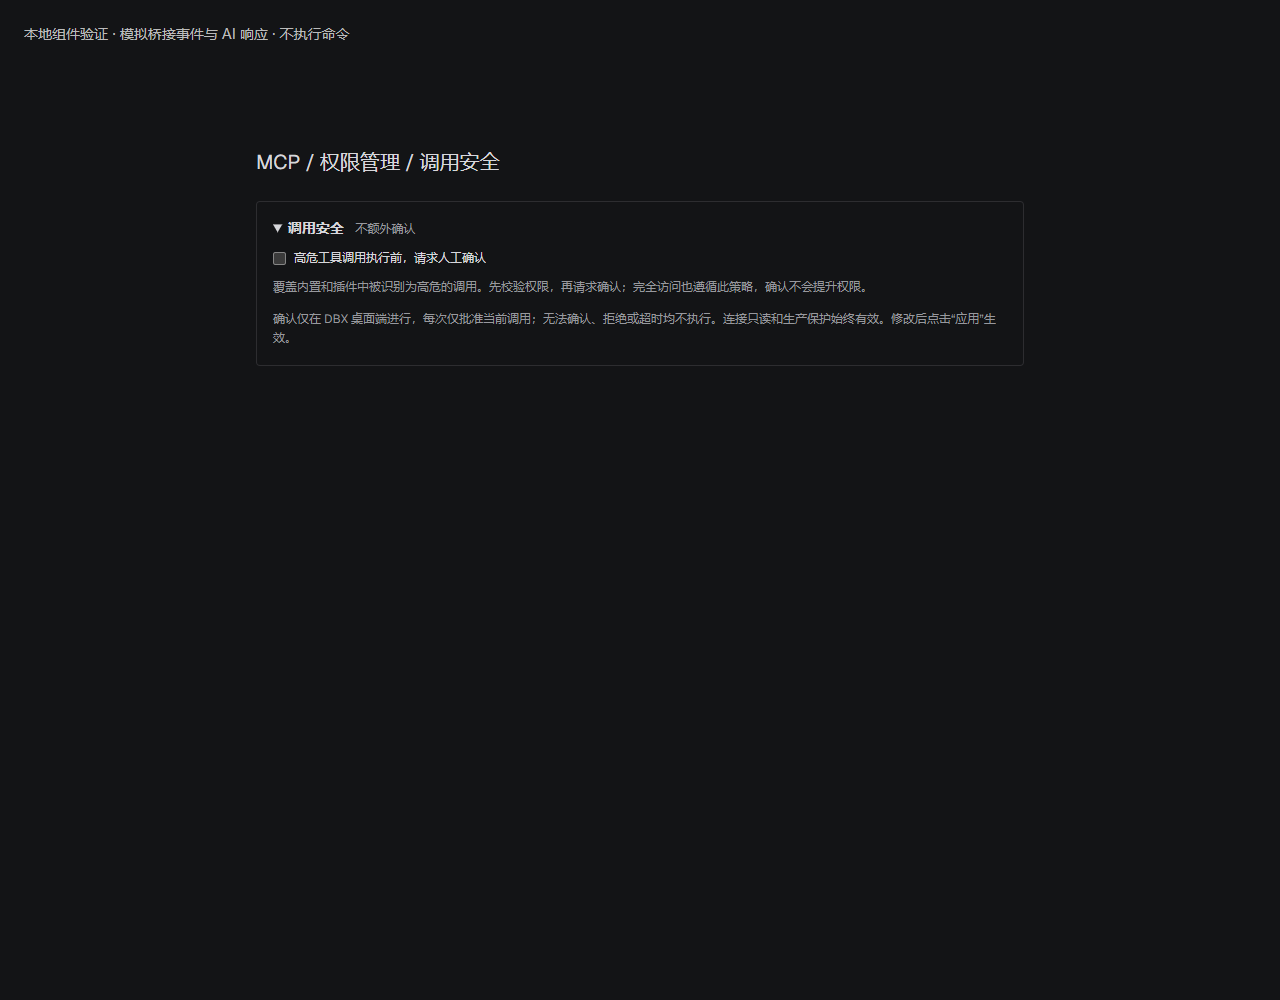 本地组件验证 · 模拟桥接事件与 AI 响应 · 不执行命令
MCP / 权限管理 / 调用安全
▼ 调用安全 不额外确认
高危工具调用执行前，请求人工确认
覆盖内置和插件中被识别为高危的调用。先校验权限，再请求确认；完全访问也遵循此策略，确认不会提升权限。
确认仅在 DBX 桌面端进行，每次仅批准当前调用；无法确认、拒绝或超时均不执行。连接只读和生产保护始终有效。修改后点击“应用”生
效。